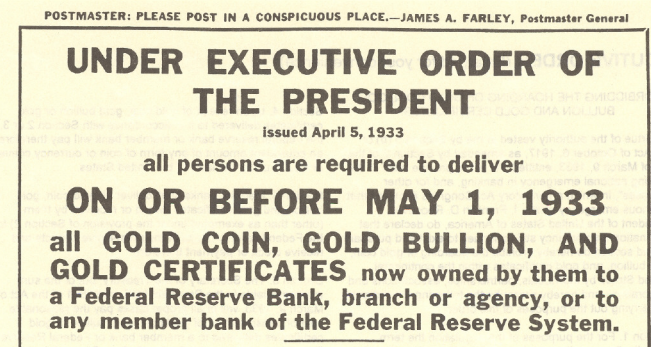 POSTMASTER: PLEASE POST IN A CONSPICUOUS PLACE.—JAMES A. FARLEY, Postmaster General
UNDER EXECUTIVE ORDER OF
THE PRESIDENT
issued April 5, 1933
all persons are required to deliver
ON OR BEFORE MAY 1, 1933
all GOLD COIN, GOLD BULLION, AND
GOLD CERTIFICATES now owned by them to
a Federal Reserve Bank, branch or agency, or to
any member bank of the Federal Reserve System.